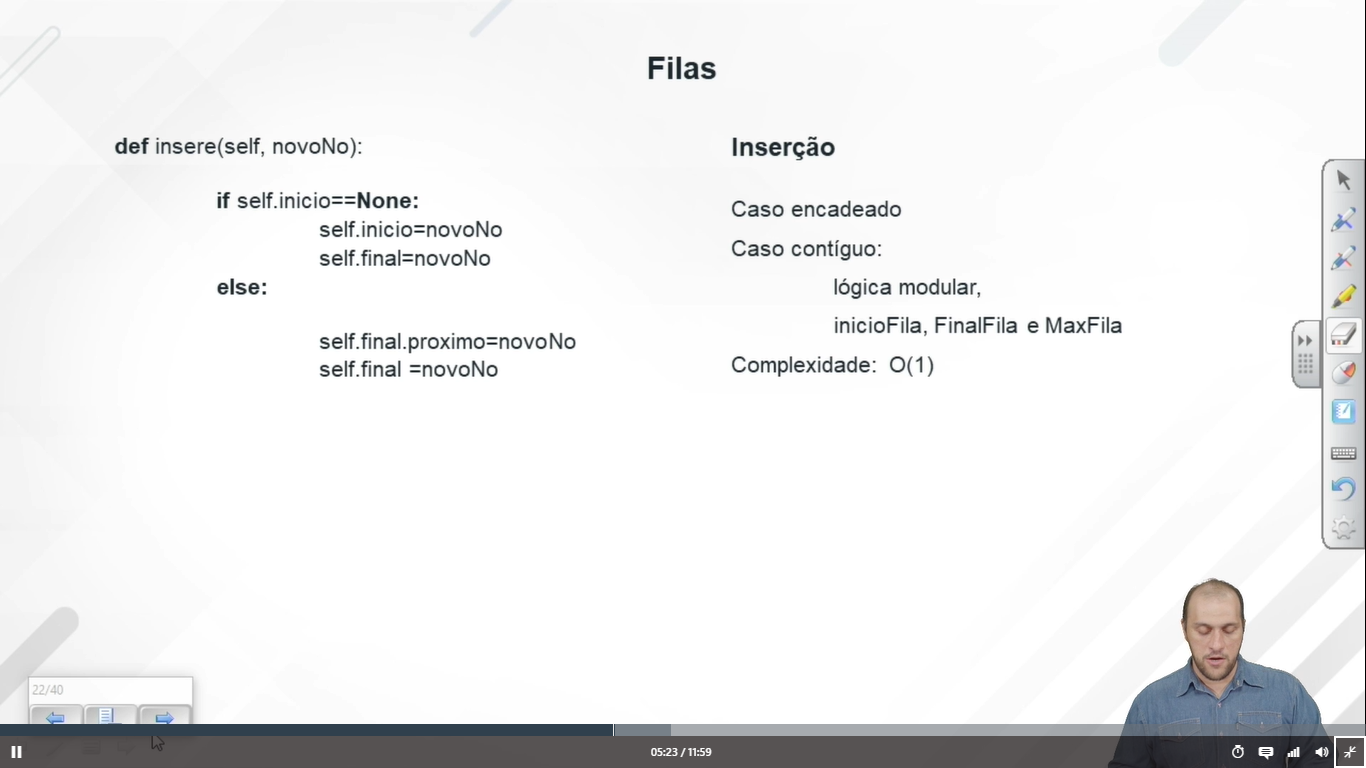 Filas
def insere(self, novoNo):
if self.inicio==None:
self.inicio=novoNo
self.final=novoNo
else:
self.final.proximo=novoNo
self.final =novoNo
Inserção
Caso encadeado
Caso contíguo:
lógica modular,
inicioFila, FinalFila e MaxFila
Complexidade: O(1)
22/40
05:23 / 11:59